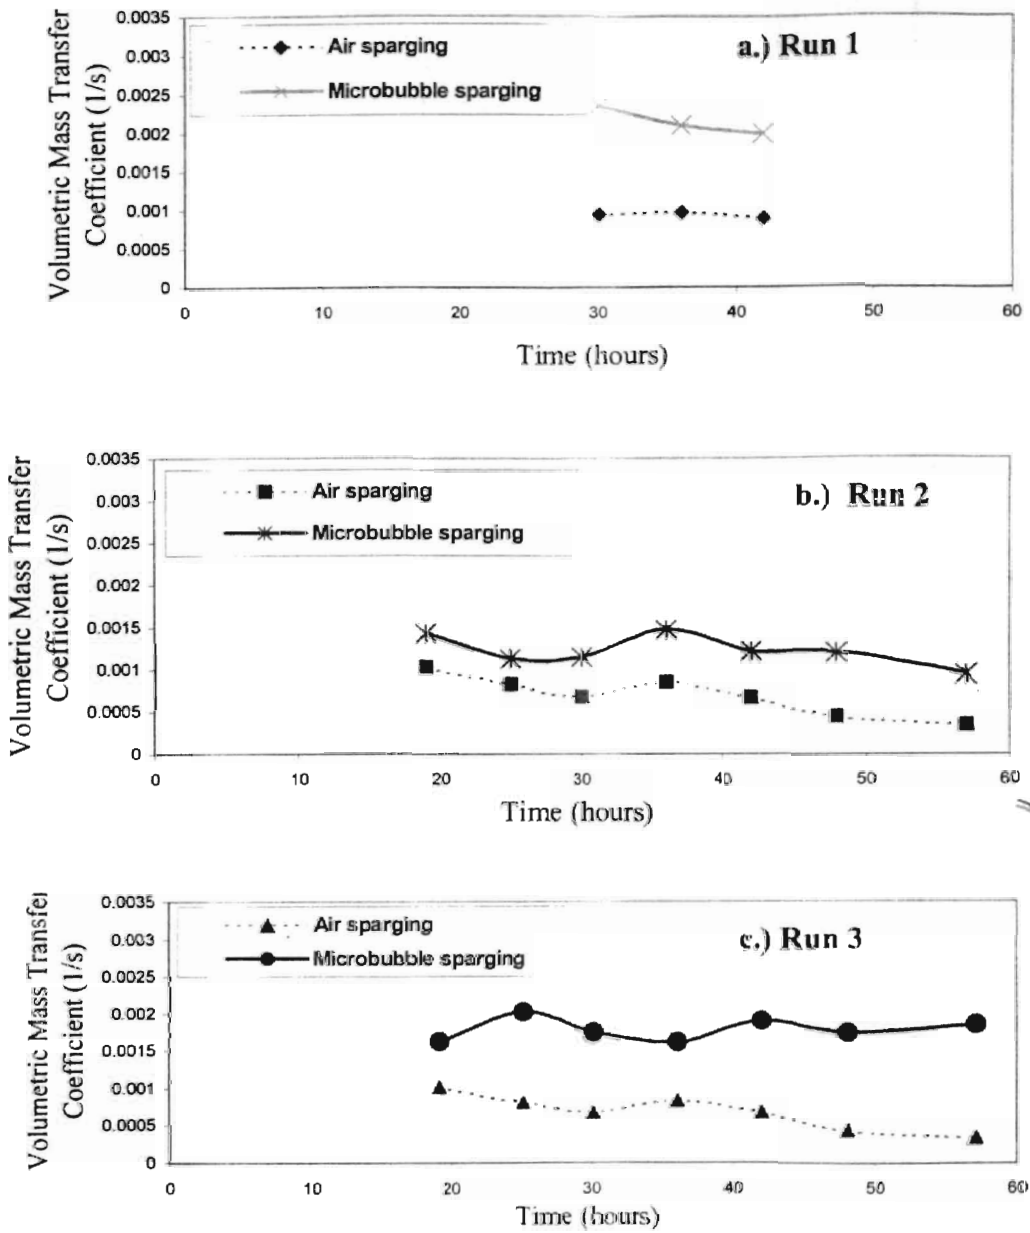 Volumetric Mass Transfer
Coefficient (1/s)
0.0035
0.003
0.0025
0.002
0.0015
0.001
0.0005
0
Air sparging
Microbubble sparging
a.) Run 1
0 10 20 30 40 50 60
Time (hours)
Volumetric Mass Transfer
Coefficient (1/s)
0.0035
0.003
0.0025
0.002
0.0015
0.001
0.0005
0
Air sparging
Microbubble sparging
b.) Run 2
0 10 20 30 40 50 60
Time (hours)
Volumetric Mass Transfer
Coefficient (1/s)
0.0035
0.003
0.0025
0.002
0.0015
0.001
0.0005
0
Air sparging
Microbubble sparging
c.) Run 3
0 10 20 30 40 50 60
Time (hours)